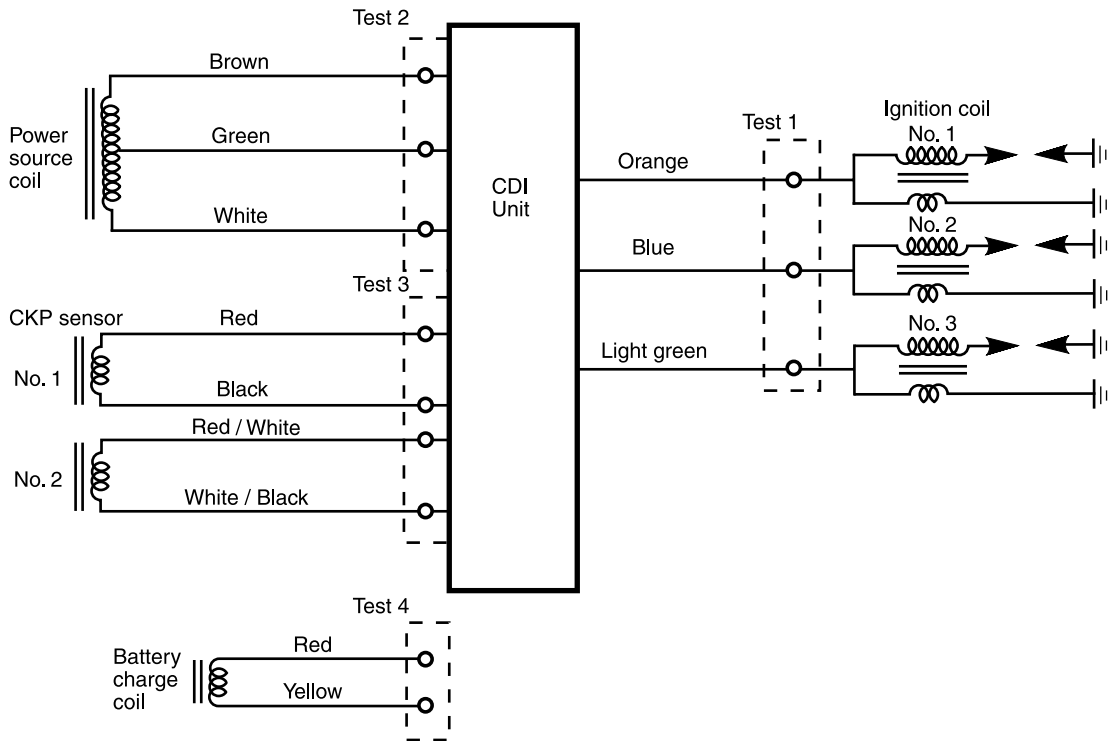 Test 2
Brown
Power
source
coil
Green
White
CDI
Unit
Test 1
Ignition coil
No. 1
Orange
No. 2
Blue
No. 3
Light green
Test 3
CKP sensor
Red
No. 1
Black
Red / White
No. 2
White / Black
Test 4
Battery
charge
coil
Red
Yellow